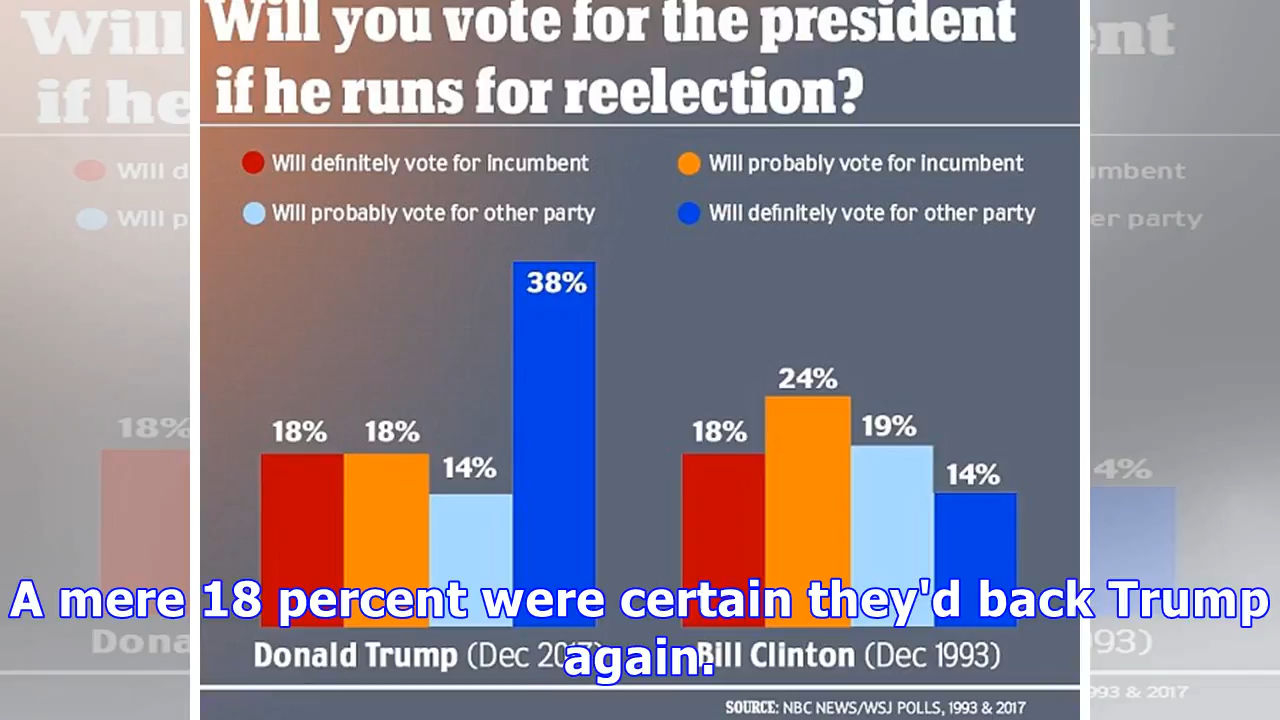 Will you vote for the president
if he runs for reelection?
Will definitely vote for incumbent
Will probably vote for incumbent
Will probably vote for other party
Will definitely vote for other party
38%
24%
18% 18% 14%
18% 19% 14%
A mere 18 percent were certain they'd back Trump
again.
Donald Trump (Dec 2017)
Bill Clinton (Dec 1993)
SOURCE: NBC NEWS/WSJ POLLS, 1993 & 2017